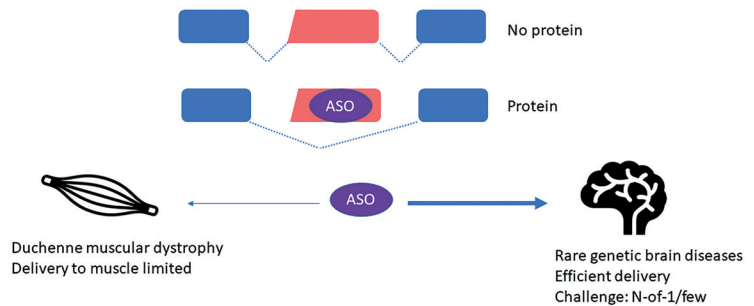 No protein
ASO
Protein
ASO
Duchenne muscular dystrophy
Delivery to muscle limited
Rare genetic brain diseases
Efficient delivery
Challenge: N-of-1/few